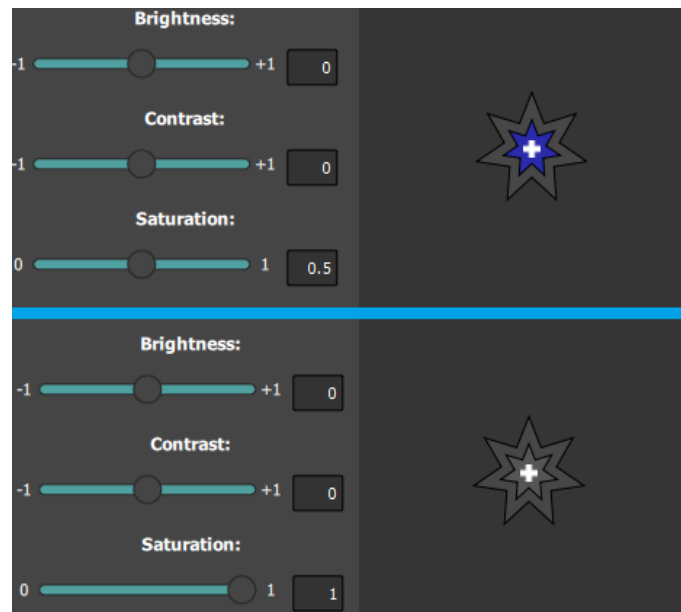 Brightness:
-1 +1 0
Contrast:
-1 +1 0
Saturation:
0 1 0.5
Brightness:
-1 +1 0
Contrast:
-1 +1 0
Saturation:
0 1 1